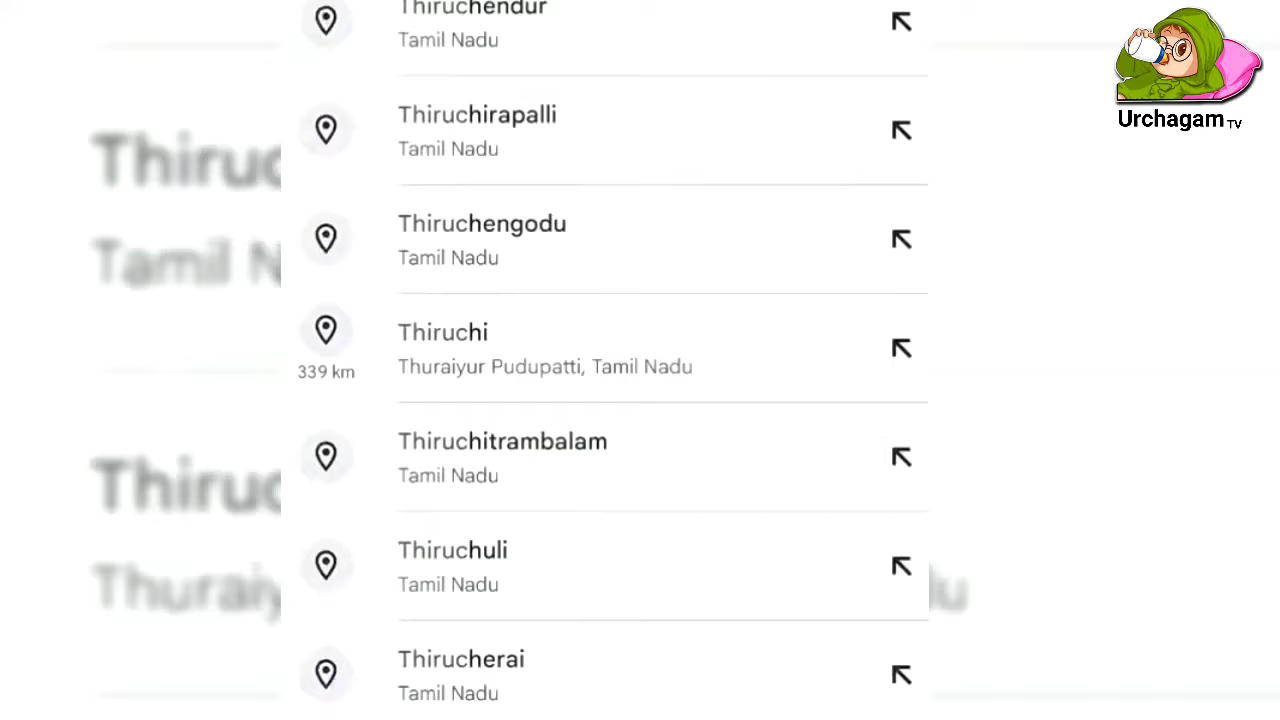 Thiruchendur
Tamil Nadu
Thiruchirapalli
Tamil Nadu
Thiruchengodu
Tamil Nadu
Thiruchi
Thuraiyur Pudupatti, Tamil Nadu
339 km
Thiruchitrambalam
Tamil Nadu
Thiruchuli
Tamil Nadu
Thirucherai
Tamil Nadu
Urchagam TV